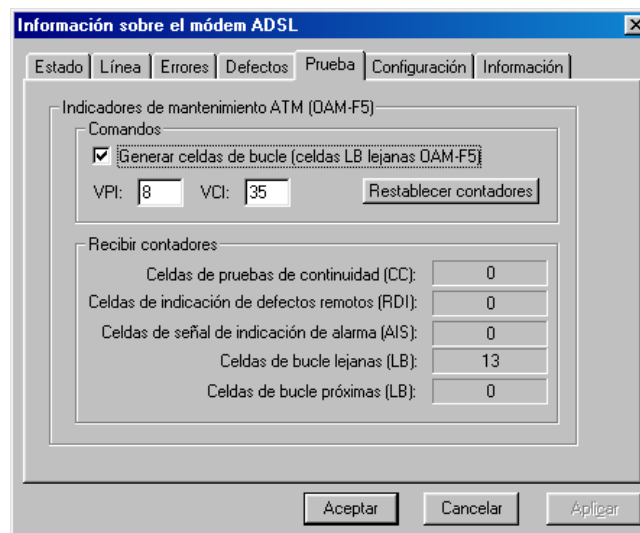 Información sobre el módem ADSL
Estado Línea Errores Defectos Prueba Configuración Información
Indicadores de mantenimiento ATM (OAM-F5)
Comandos
Generar celdas de bucle (celdas LB lejanas OAM-F5)
VPI: 8 VCI: 35 Restablecer contadores
Recibir contadores
Celdas de pruebas de continuidad (CC): 0
Celdas de indicación de defectos remotos (RDI): 0
Celdas de señal de indicación de alarma (AIS): 0
Celdas de bucle lejanas (LB): 13
Celdas de bucle próximas (LB): 0
Aceptar Cancelar Aplicar